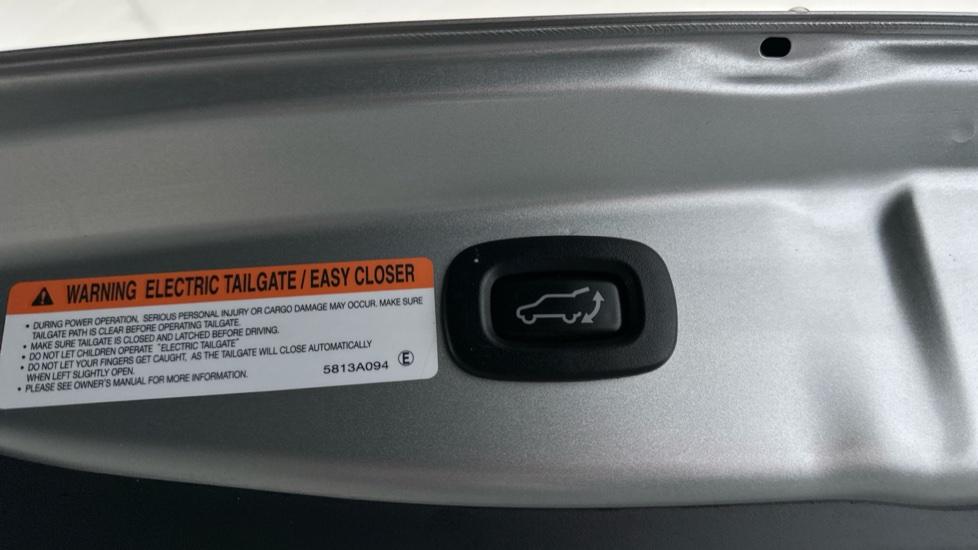 WARNING ELECTRIC TAILGATE / EASY CLOSER
• DURING POWER OPERATION, SERIOUS PERSONAL INJURY OR CARGO DAMAGE MAY OCCUR. MAKE SURE
TAILGATE PATH IS CLEAR BEFORE OPERATING TAILGATE.
• MAKE SURE TAILGATE IS CLOSED AND LATCHED BEFORE DRIVING.
• DO NOT LET CHILDREN OPERATE "ELECTRIC TAILGATE"
• DO NOT LET YOUR FINGERS GET CAUGHT, AS THE TAILGATE WILL CLOSE AUTOMATICALLY
WHEN LEFT SLIGHTLY OPEN.
• PLEASE SEE OWNER'S MANUAL FOR MORE INFORMATION.
5813A094 Ⓔ